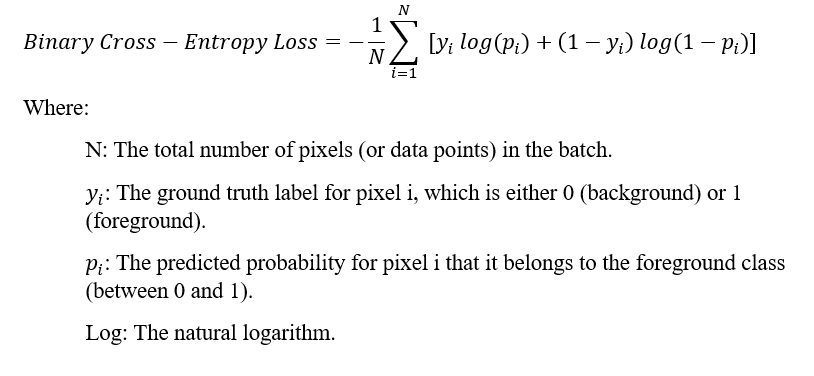 Binary Cross − Entropy Loss = −1/N ∑_{i=1}^{N} [y_i log(p_i) + (1 − y_i) log(1 − p_i)]
Where:
N: The total number of pixels (or data points) in the batch.
y_i: The ground truth label for pixel i, which is either 0 (background) or 1
(foreground).
p_i: The predicted probability for pixel i that it belongs to the foreground class
(between 0 and 1).
Log: The natural logarithm.